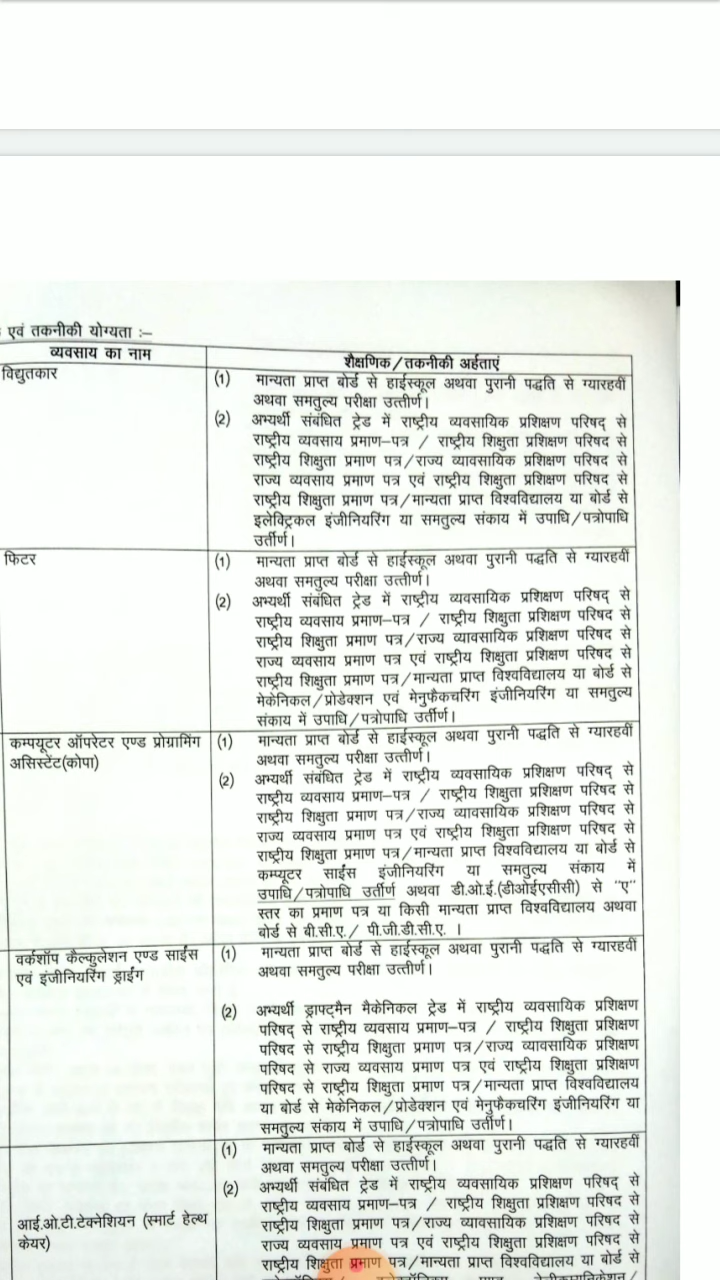 एवं तकनीकी योग्यता :–
व्यवसाय का नाम
शैक्षणिक/तकनीकी अर्हताएं
विद्युतकार
(1) मान्यता प्राप्त बोर्ड से हाईस्कूल अथवा पुरानी पद्धति से ग्यारहवीं
अथवा समतुल्य परीक्षा उत्तीर्ण।
(2) अभ्यर्थी संबंधित ट्रेड में राष्ट्रीय व्यवसायिक प्रशिक्षण परिषद् से
राष्ट्रीय व्यवसाय प्रमाण–पत्र / राष्ट्रीय शिक्षुता प्रशिक्षण परिषद से
राष्ट्रीय शिक्षुता प्रमाण पत्र/राज्य व्यावसायिक प्रशिक्षण परिषद से
राज्य व्यवसाय प्रमाण पत्र एवं राष्ट्रीय शिक्षुता प्रशिक्षण परिषद से
राष्ट्रीय शिक्षुता प्रमाण पत्र/मान्यता प्राप्त विश्वविद्यालय या बोर्ड से
इलेक्ट्रिकल इंजीनियरिंग या समतुल्य संकाय में उपाधि/पत्रोपाधि
उर्तीर्ण।
फिटर
(1) मान्यता प्राप्त बोर्ड से हाईस्कूल अथवा पुरानी पद्धति से ग्यारहवीं
अथवा समतुल्य परीक्षा उत्तीर्ण।
(2) अभ्यर्थी संबंधित ट्रेड में राष्ट्रीय व्यवसायिक प्रशिक्षण परिषद् से
राष्ट्रीय व्यवसाय प्रमाण–पत्र / राष्ट्रीय शिक्षुता प्रशिक्षण परिषद से
राष्ट्रीय शिक्षुता प्रमाण पत्र/राज्य व्यावसायिक प्रशिक्षण परिषद से
राज्य व्यवसाय प्रमाण पत्र एवं राष्ट्रीय शिक्षुता प्रशिक्षण परिषद से
राष्ट्रीय शिक्षुता प्रमाण पत्र/मान्यता प्राप्त विश्वविद्यालय या बोर्ड से
मेकेनिकल/प्रोडेक्शन एवं मेनुफैकचरिंग इंजीनियरिंग या समतुल्य
संकाय में उपाधि/पत्रोपाधि उर्तीर्ण।
कम्पयूटर ऑपरेटर एण्ड प्रोग्रामिंग
असिस्टेंट(कोपा)
(1) मान्यता प्राप्त बोर्ड से हाईस्कूल अथवा पुरानी पद्धति से ग्यारहवीं
अथवा समतुल्य परीक्षा उत्तीर्ण।
(2) अभ्यर्थी संबंधित ट्रेड में राष्ट्रीय व्यवसायिक प्रशिक्षण परिषद् से
राष्ट्रीय व्यवसाय प्रमाण–पत्र / राष्ट्रीय शिक्षुता प्रशिक्षण परिषद से
राष्ट्रीय शिक्षुता प्रमाण पत्र/राज्य व्यावसायिक प्रशिक्षण परिषद से
राज्य व्यवसाय प्रमाण पत्र एवं राष्ट्रीय शिक्षुता प्रशिक्षण परिषद से
राष्ट्रीय शिक्षुता प्रमाण पत्र/मान्यता प्राप्त विश्वविद्यालय या बोर्ड से
कम्प्यूटर साईंस इंजीनियरिंग या समतुल्य संकाय में
उपाधि/पत्रोपाधि उर्तीर्ण अथवा डी.ओ.ई.(डीओईएसीसी) से "ए"
स्तर का प्रमाण पत्र या किसी मान्यता प्राप्त विश्वविद्यालय अथवा
बोर्ड से बी.सी.ए./ पी.जी.डी.सी.ए. ।
वर्कशॉप कैल्कुलेशन एण्ड साईंस
एवं इंजीनियरिंग ड्राईंग
(1) मान्यता प्राप्त बोर्ड से हाईस्कूल अथवा पुरानी पद्धति से ग्यारहवीं
अथवा समतुल्य परीक्षा उत्तीर्ण।
(2) अभ्यर्थी ड्राफ्ट्मैन मैकेनिकल ट्रेड में राष्ट्रीय व्यवसायिक प्रशिक्षण
परिषद् से राष्ट्रीय व्यवसाय प्रमाण–पत्र / राष्ट्रीय शिक्षुता प्रशिक्षण
परिषद से राष्ट्रीय शिक्षुता प्रमाण पत्र/राज्य व्यावसायिक प्रशिक्षण
परिषद से राज्य व्यवसाय प्रमाण पत्र एवं राष्ट्रीय शिक्षुता प्रशिक्षण
परिषद से राष्ट्रीय शिक्षुता प्रमाण पत्र/मान्यता प्राप्त विश्वविद्यालय
या बोर्ड से मेकेनिकल/प्रोडेक्शन एवं मेनुफैकचरिंग इंजीनियरिंग या
समतुल्य संकाय में उपाधि/पत्रोपाधि उर्तीर्ण।
आई.ओ.टी.टेक्नेशियन (स्मार्ट हेल्थ
केयर)
(1) मान्यता प्राप्त बोर्ड से हाईस्कूल अथवा पुरानी पद्धति से ग्यारहवीं
अथवा समतुल्य परीक्षा उत्तीर्ण।
(2) अभ्यर्थी संबंधित ट्रेड में राष्ट्रीय व्यवसायिक प्रशिक्षण परिषद् से
राष्ट्रीय व्यवसाय प्रमाण–पत्र / राष्ट्रीय शिक्षुता प्रशिक्षण परिषद से
राष्ट्रीय शिक्षुता प्रमाण पत्र/राज्य व्यावसायिक प्रशिक्षण परिषद से
राज्य व्यवसाय प्रमाण पत्र एवं राष्ट्रीय शिक्षुता प्रशिक्षण परिषद से
राष्ट्रीय शिक्षुता प्रमाण पत्र/मान्यता प्राप्त विश्वविद्यालय या बोर्ड से